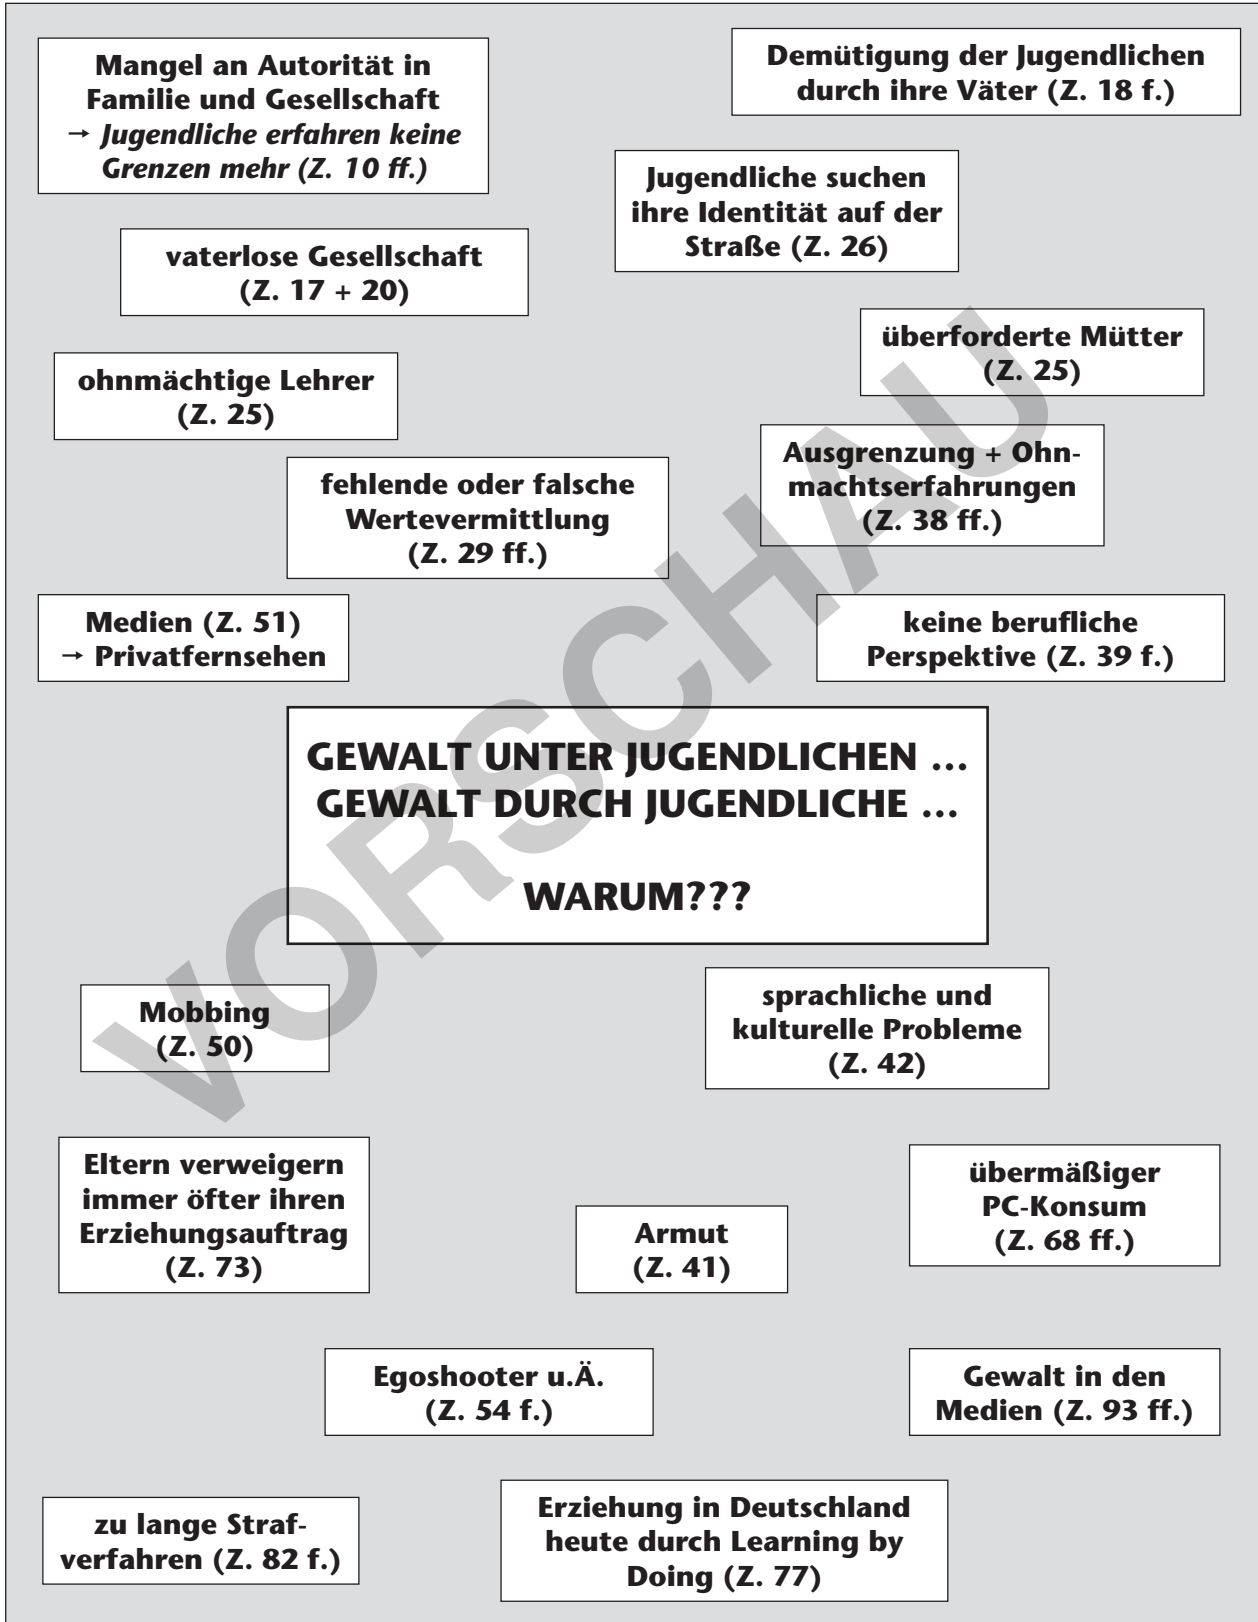 Mangel an Autorität in
Familie und Gesellschaft
→ Jugendliche erfahren keine
Grenzen mehr (Z. 10 ff.)
Demütigung der Jugendlichen
durch ihre Väter (Z. 18 f.)
Jugendliche suchen
ihre Identität auf der
Straße (Z. 26)
vaterlose Gesellschaft
(Z. 17 + 20)
überforderte Mütter
(Z. 25)
ohnmächtige Lehrer
(Z. 25)
Ausgrenzung + Ohn-
machtserfahrungen
(Z. 38 ff.)
fehlende oder falsche
Wertevermittlung
(Z. 29 ff.)
Medien (Z. 51)
→ Privatfernsehen
keine berufliche
Perspektive (Z. 39 f.)
GEWALT UNTER JUGENDLICHEN ...
GEWALT DURCH JUGENDLICHE ...
WARUM???
VORSCHAU
Mobbing
(Z. 50)
sprachliche und
kulturelle Probleme
(Z. 42)
Eltern verweigern
immer öfter ihren
Erziehungsauftrag
(Z. 73)
Armut
(Z. 41)
übermäßiger
PC-Konsum
(Z. 68 ff.)
Egoshooter u.Ä.
(Z. 54 f.)
Gewalt in den
Medien (Z. 93 ff.)
zu lange Straf-
verfahren (Z. 82 f.)
Erziehung in Deutschland
heute durch Learning by
Doing (Z. 77)